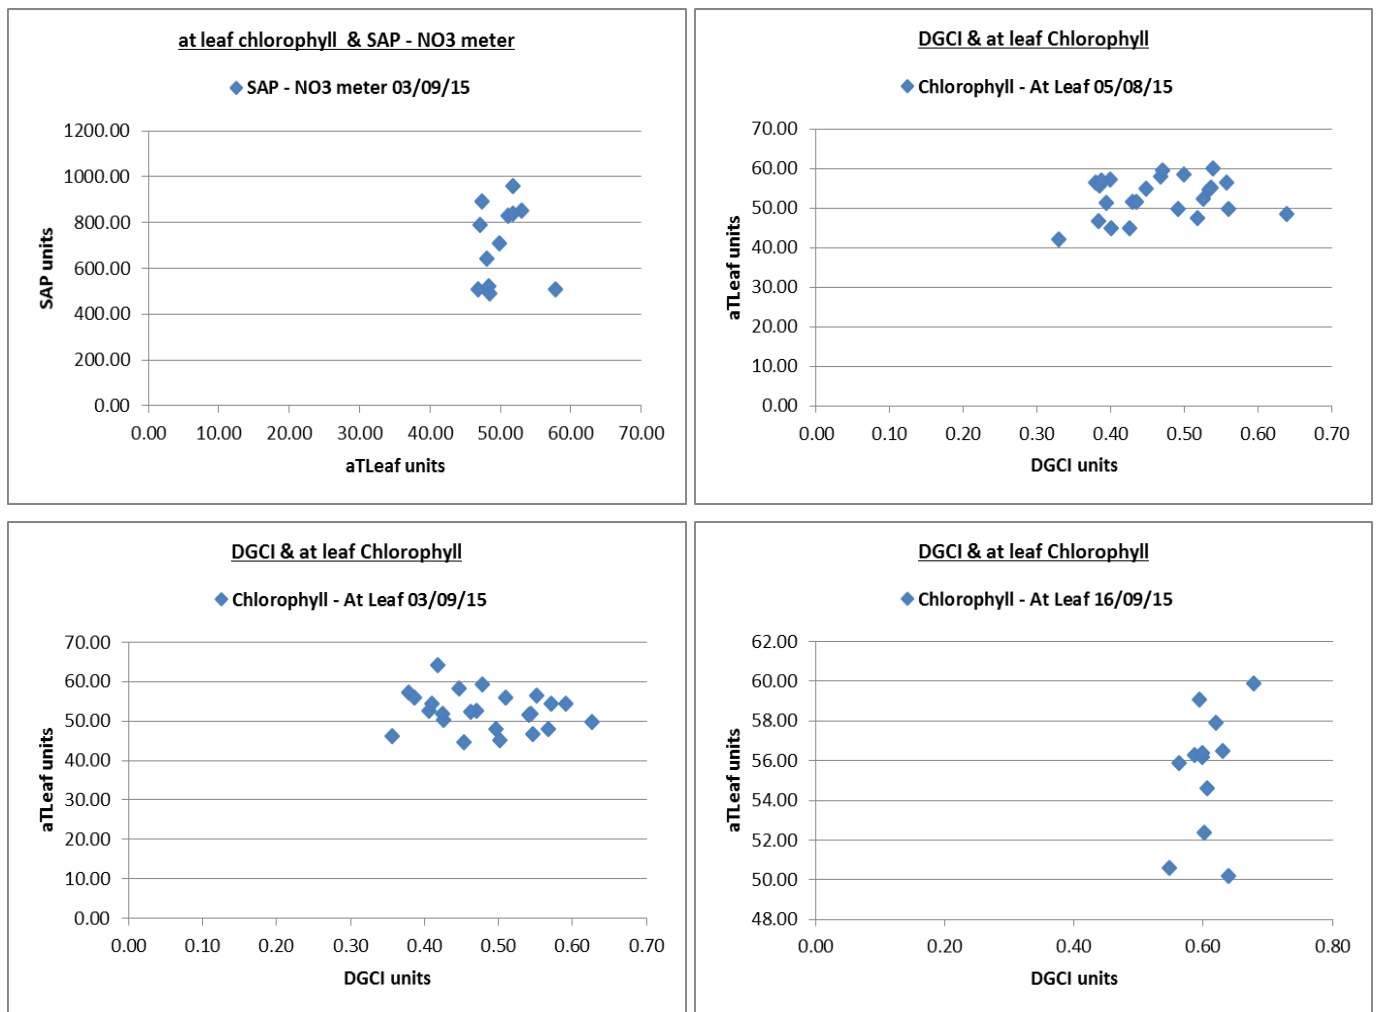 at leaf chlorophyll & SAP - NO3 meter
SAP - NO3 meter 03/09/15
1200.00
1000.00
800.00
600.00
400.00
200.00
0.00
SAP units
0.00 10.00 20.00 30.00 40.00 50.00 60.00 70.00
aTLeaf units
DGCI & at leaf Chlorophyll
Chlorophyll - At Leaf 05/08/15
70.00
60.00
50.00
40.00
30.00
20.00
10.00
0.00
aTLeaf units
0.00 0.10 0.20 0.30 0.40 0.50 0.60 0.70
DGCI units
DGCI & at leaf Chlorophyll
Chlorophyll - At Leaf 03/09/15
70.00
60.00
50.00
40.00
30.00
20.00
10.00
0.00
aTLeaf units
0.00 0.10 0.20 0.30 0.40 0.50 0.60 0.70
DGCI units
DGCI & at leaf Chlorophyll
Chlorophyll - At Leaf 16/09/15
62.00
60.00
58.00
56.00
54.00
52.00
50.00
48.00
aTLeaf units
0.00 0.20 0.40 0.60 0.80
DGCI units